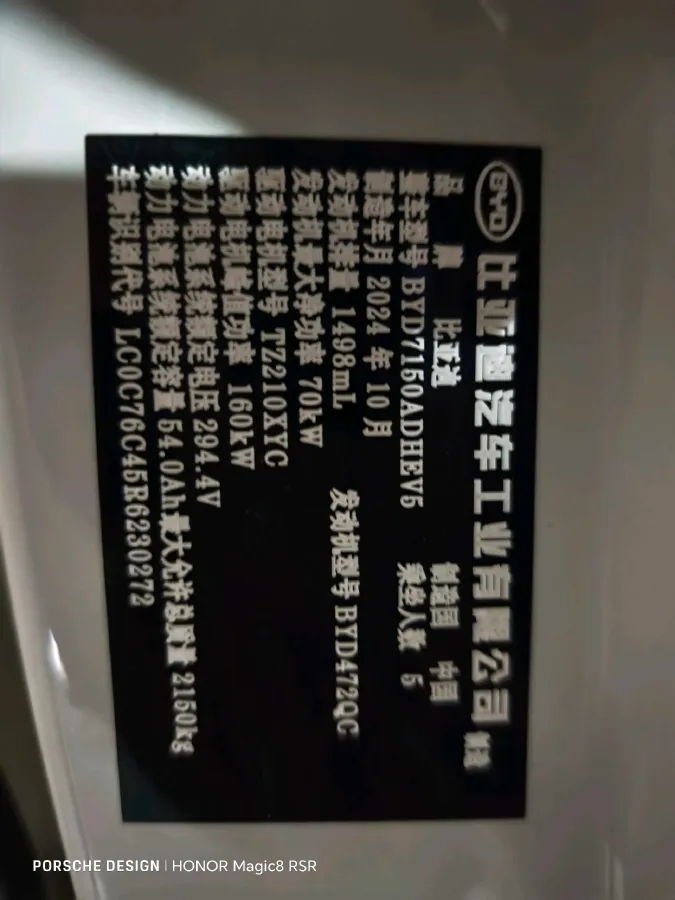 BYD 比亚迪汽车工业有限公司 制造
品牌 比亚迪 制造国 中国
整车型号 BYD7150ADHEV5 乘坐人数 5
制造年月 2024 年 10 月
发动机排量 1498mL 发动机型号 BYD472QC
发动机最大净功率 70kW
驱动电机型号 TZ210XYC
驱动电机峰值功率 160kW
动力电池系统额定电压 294.4V
动力电池系统额定容量 54.0Ah 最大允许总质量 2150kg
车辆识别代号 LC0C76C45R6230272
PORSCHE DESIGN | HONOR Magic8 RSR